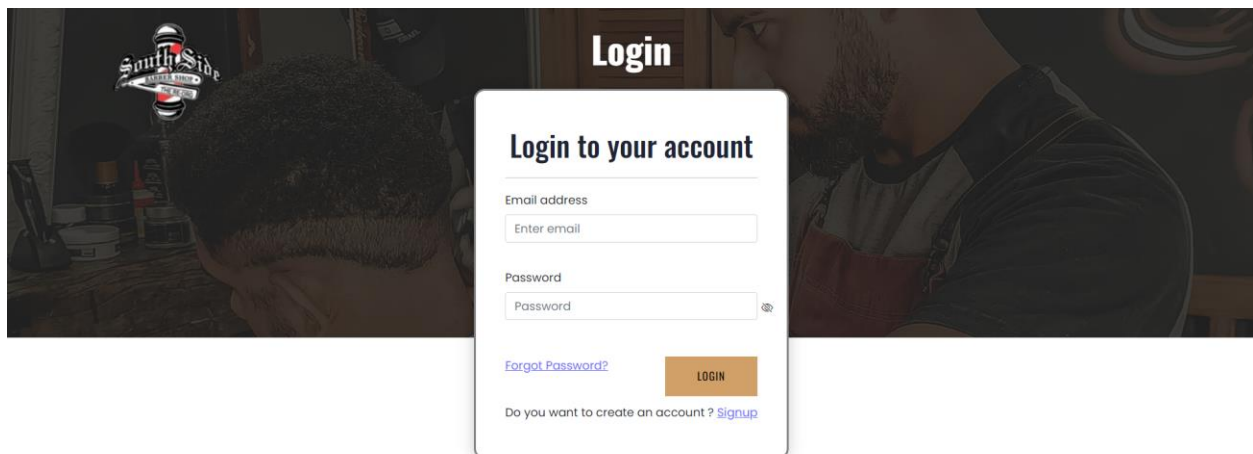 South Side
BARBER SHOP
Login
Login to your account
Email address
Enter email
Password
Password
Forgot Password?
LOGIN
Do you want to create an account ? Signup